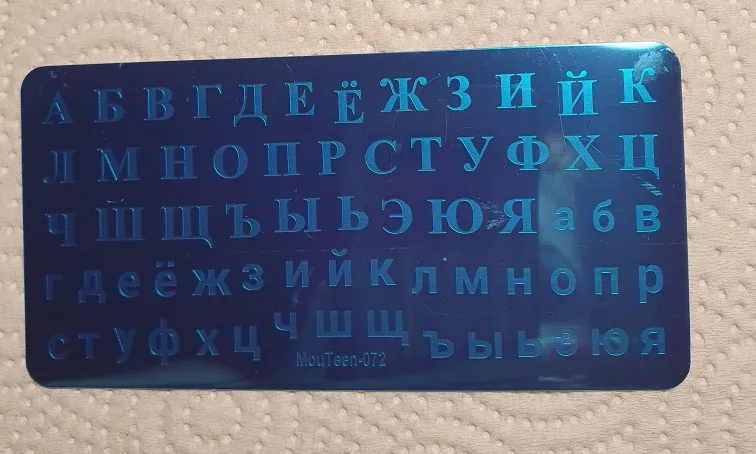 А Б В Г Д Е Ё Ж З И Й К
Л М Н О П Р С Т У Ф Х Ц
Ч Ш Щ Ъ Ы Ь Э Ю Я а б в
г д е ё ж з и й к л м н о п р
с т у ф х ц ч ш щ ъ ы ь э ю я
MouTeen-072